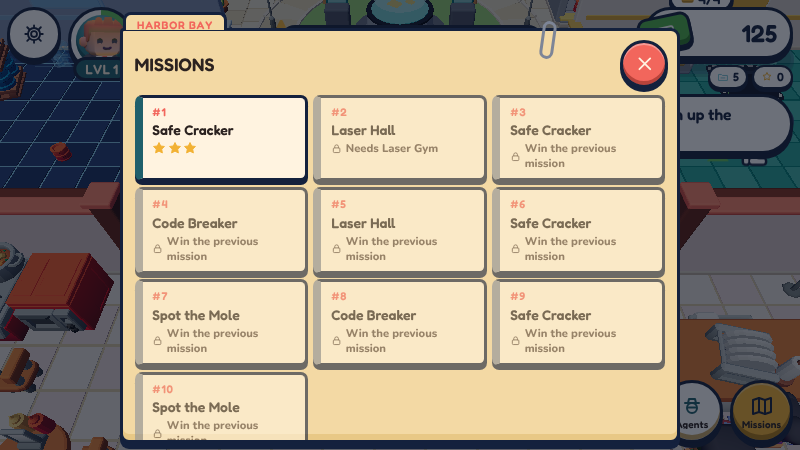 HARBOR BAY
MISSIONS
LVL 1
125
5
0
up the
#1
Safe Cracker
#2
Laser Hall
Needs Laser Gym
#3
Safe Cracker
Win the previous
mission
#4
Code Breaker
Win the previous
mission
#5
Laser Hall
Win the previous
mission
#6
Safe Cracker
Win the previous
mission
#7
Spot the Mole
Win the previous
mission
#8
Code Breaker
Win the previous
mission
#9
Safe Cracker
Win the previous
mission
#10
Spot the Mole
Win the previous
mission
Missions